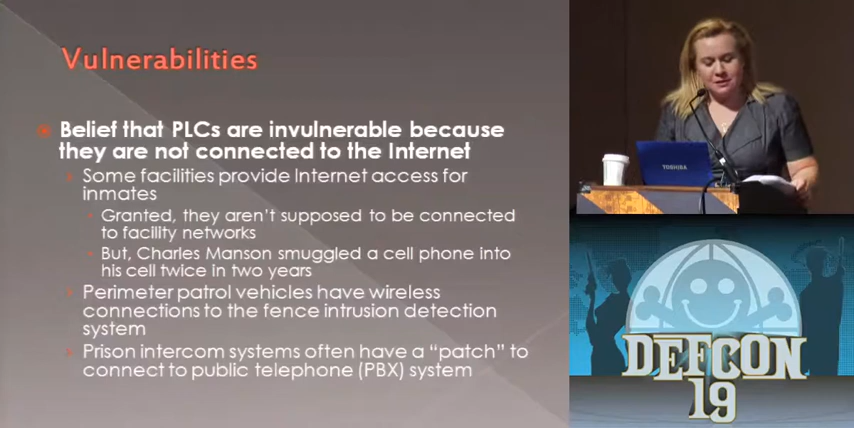 Vulnerabilities
Belief that PLCs are invulnerable because
they are not connected to the Internet
Some facilities provide Internet access for
inmates
Granted, they aren't supposed to be connected
to facility networks
But, Charles Manson smuggled a cell phone into
his cell twice in two years
Perimeter patrol vehicles have wireless
connections to the fence intrusion detection
system
Prison intercom systems often have a "patch" to
connect to public telephone (PBX) system
TOSHIBA
DEFCON
19